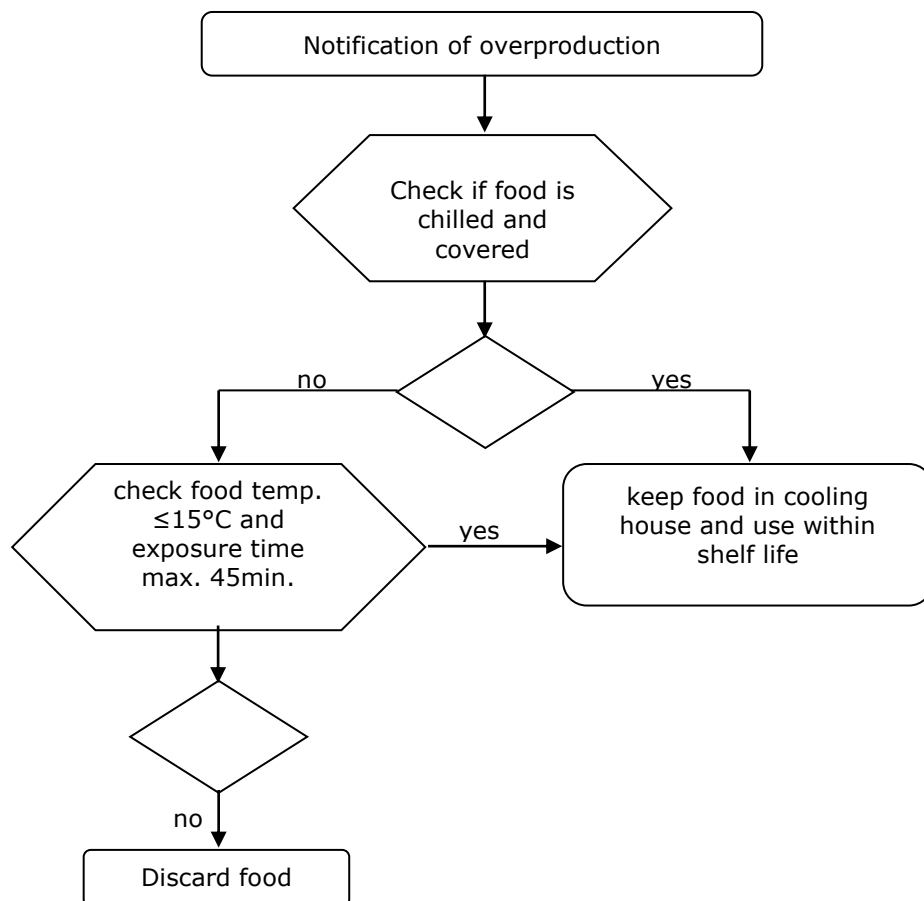 Notification of overproduction
Check if food is
chilled and
covered
no
yes
check food temp.
≤15°C and
exposure time
max. 45min.
yes
keep food in cooling
house and use within
shelf life
no
Discard food